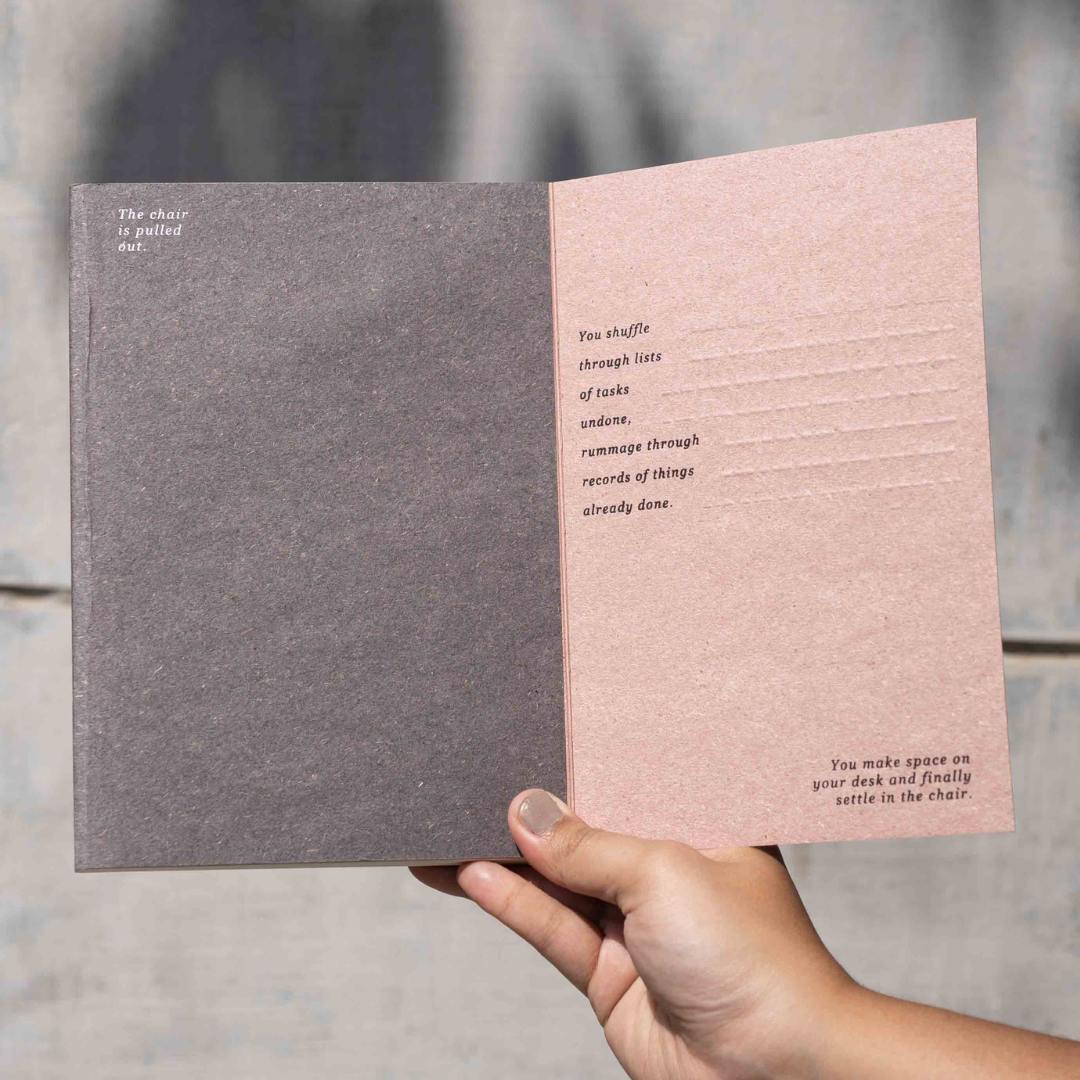 The chair
is pulled
out.
You shuffle
through lists
of tasks
undone,
rummage through
records of things
already done.
You make space on
your desk and finally
settle in the chair.